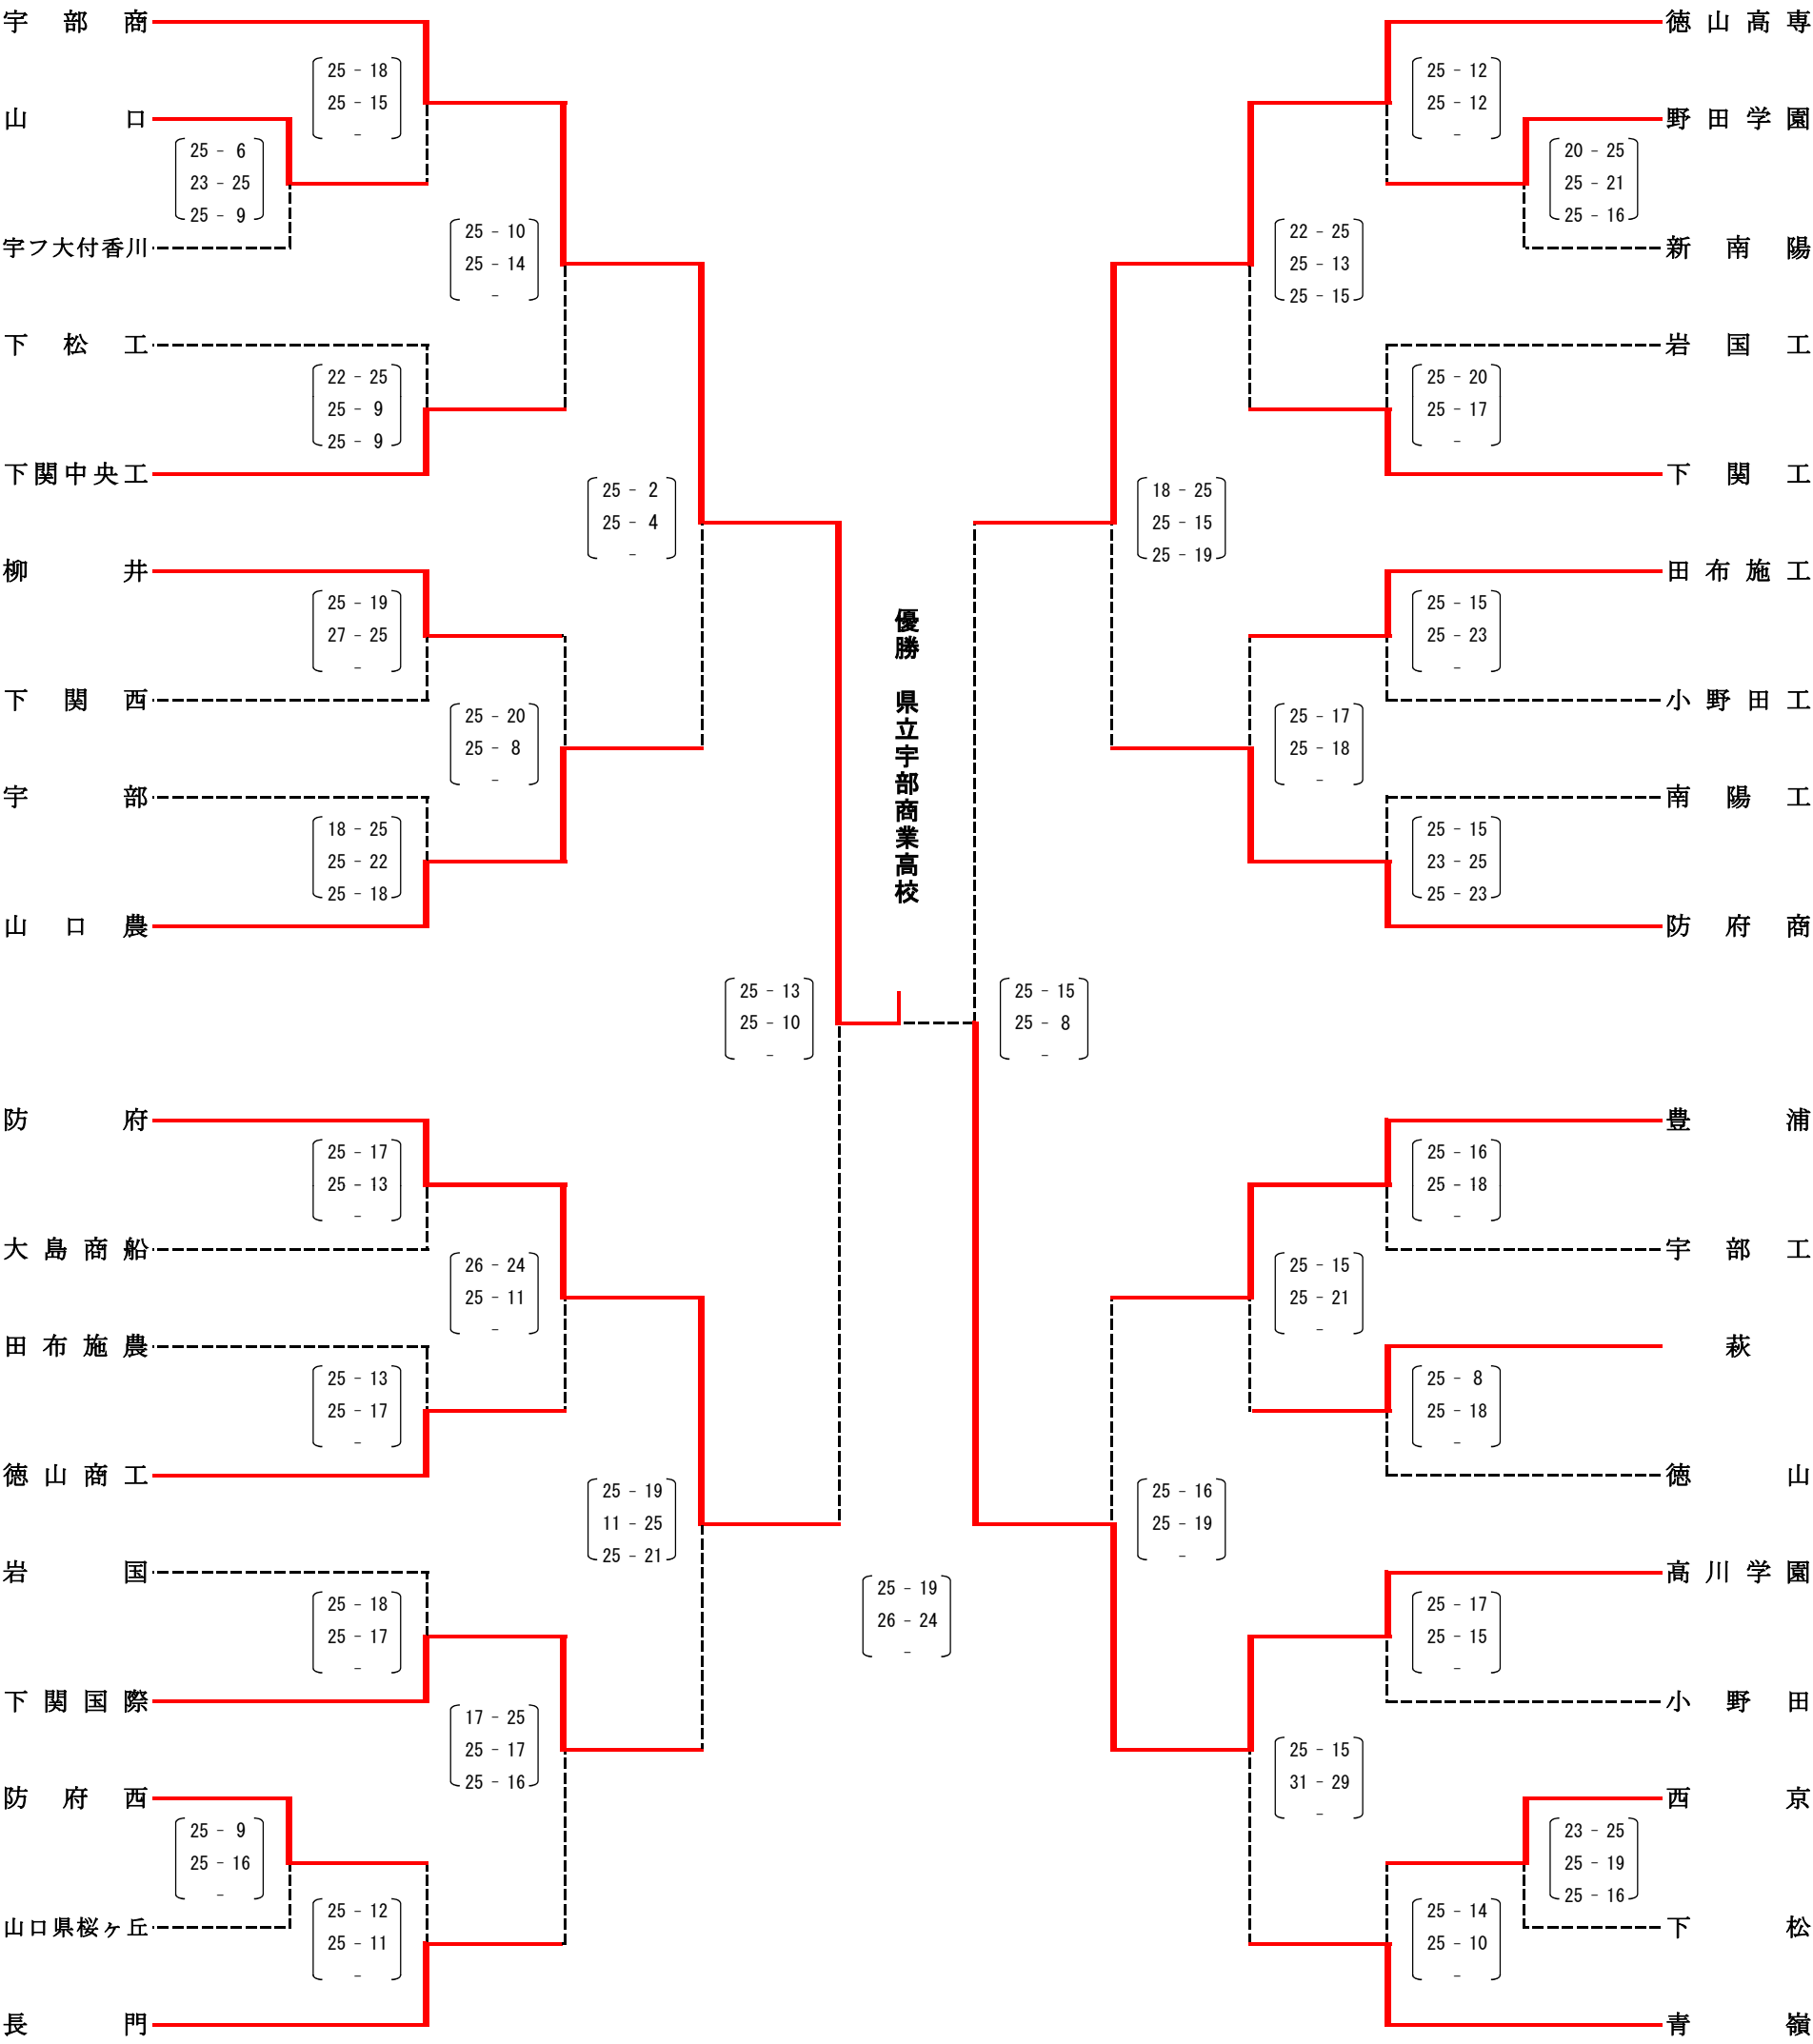 宇部商
25 - 18
25 - 15
-
山口
25 - 6
23 - 25
25 - 9
宇フ大付香川
25 - 10
25 - 14
-
下松工
22 - 25
25 - 9
25 - 9
下関中央工
25 - 2
25 - 4
-
柳井
25 - 19
27 - 25
-
下関西
25 - 20
25 - 8
-
宇部
18 - 25
25 - 22
25 - 18
山口農
25 - 13
25 - 10
-
防府
25 - 17
25 - 13
-
大島商船
26 - 24
25 - 11
-
田布施農
25 - 13
25 - 17
-
徳山商工
25 - 19
11 - 25
25 - 21
岩国
25 - 18
25 - 17
-
下関国際
17 - 25
25 - 17
25 - 16
防府西
25 - 9
25 - 16
-
山口県桜ヶ丘
25 - 12
25 - 11
-
長門
優勝 県立宇部商業高校
25 - 19
26 - 24
-
徳山高専
25 - 12
25 - 12
-
野田学園
20 - 25
25 - 21
25 - 16
新南陽
22 - 25
25 - 13
25 - 15
岩国工
25 - 20
25 - 17
-
下関工
18 - 25
25 - 15
25 - 19
田布施工
25 - 15
25 - 23
-
小野田工
25 - 17
25 - 18
-
南陽工
25 - 15
23 - 25
25 - 23
防府商
25 - 15
25 - 8
-
豊浦
25 - 16
25 - 18
-
宇部工
25 - 15
25 - 21
-
萩
25 - 8
25 - 18
-
徳山
25 - 16
25 - 19
-
高川学園
25 - 17
25 - 15
-
小野田
25 - 15
31 - 29
-
西京
23 - 25
25 - 19
25 - 16
下松
25 - 14
25 - 10
-
青嶺